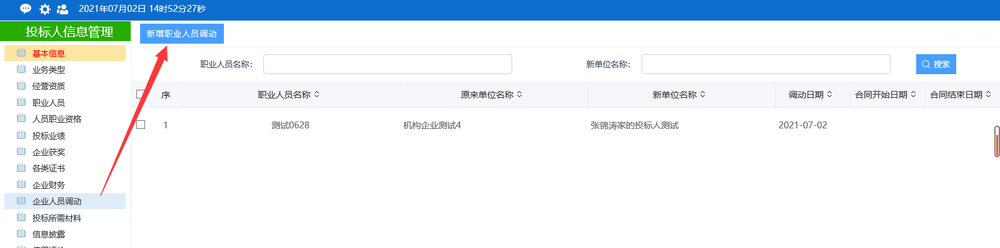 2021年07月02日 14时52分27秒
投标人信息管理
基本信息
业务类型
经营资质
职业人员
人员职业资格
投标业绩
企业获奖
各类证书
企业财务
企业人员调动
投标所需材料
信息披露
新增职业人员调动
职业人员名称：
新单位名称：
搜索
序 职业人员名称 原来单位名称 新单位名称 调动日期 合同开始日期 合同结束日期
1 测试0628 机构企业测试4 张锦涛家的投标人测试 2021-07-02